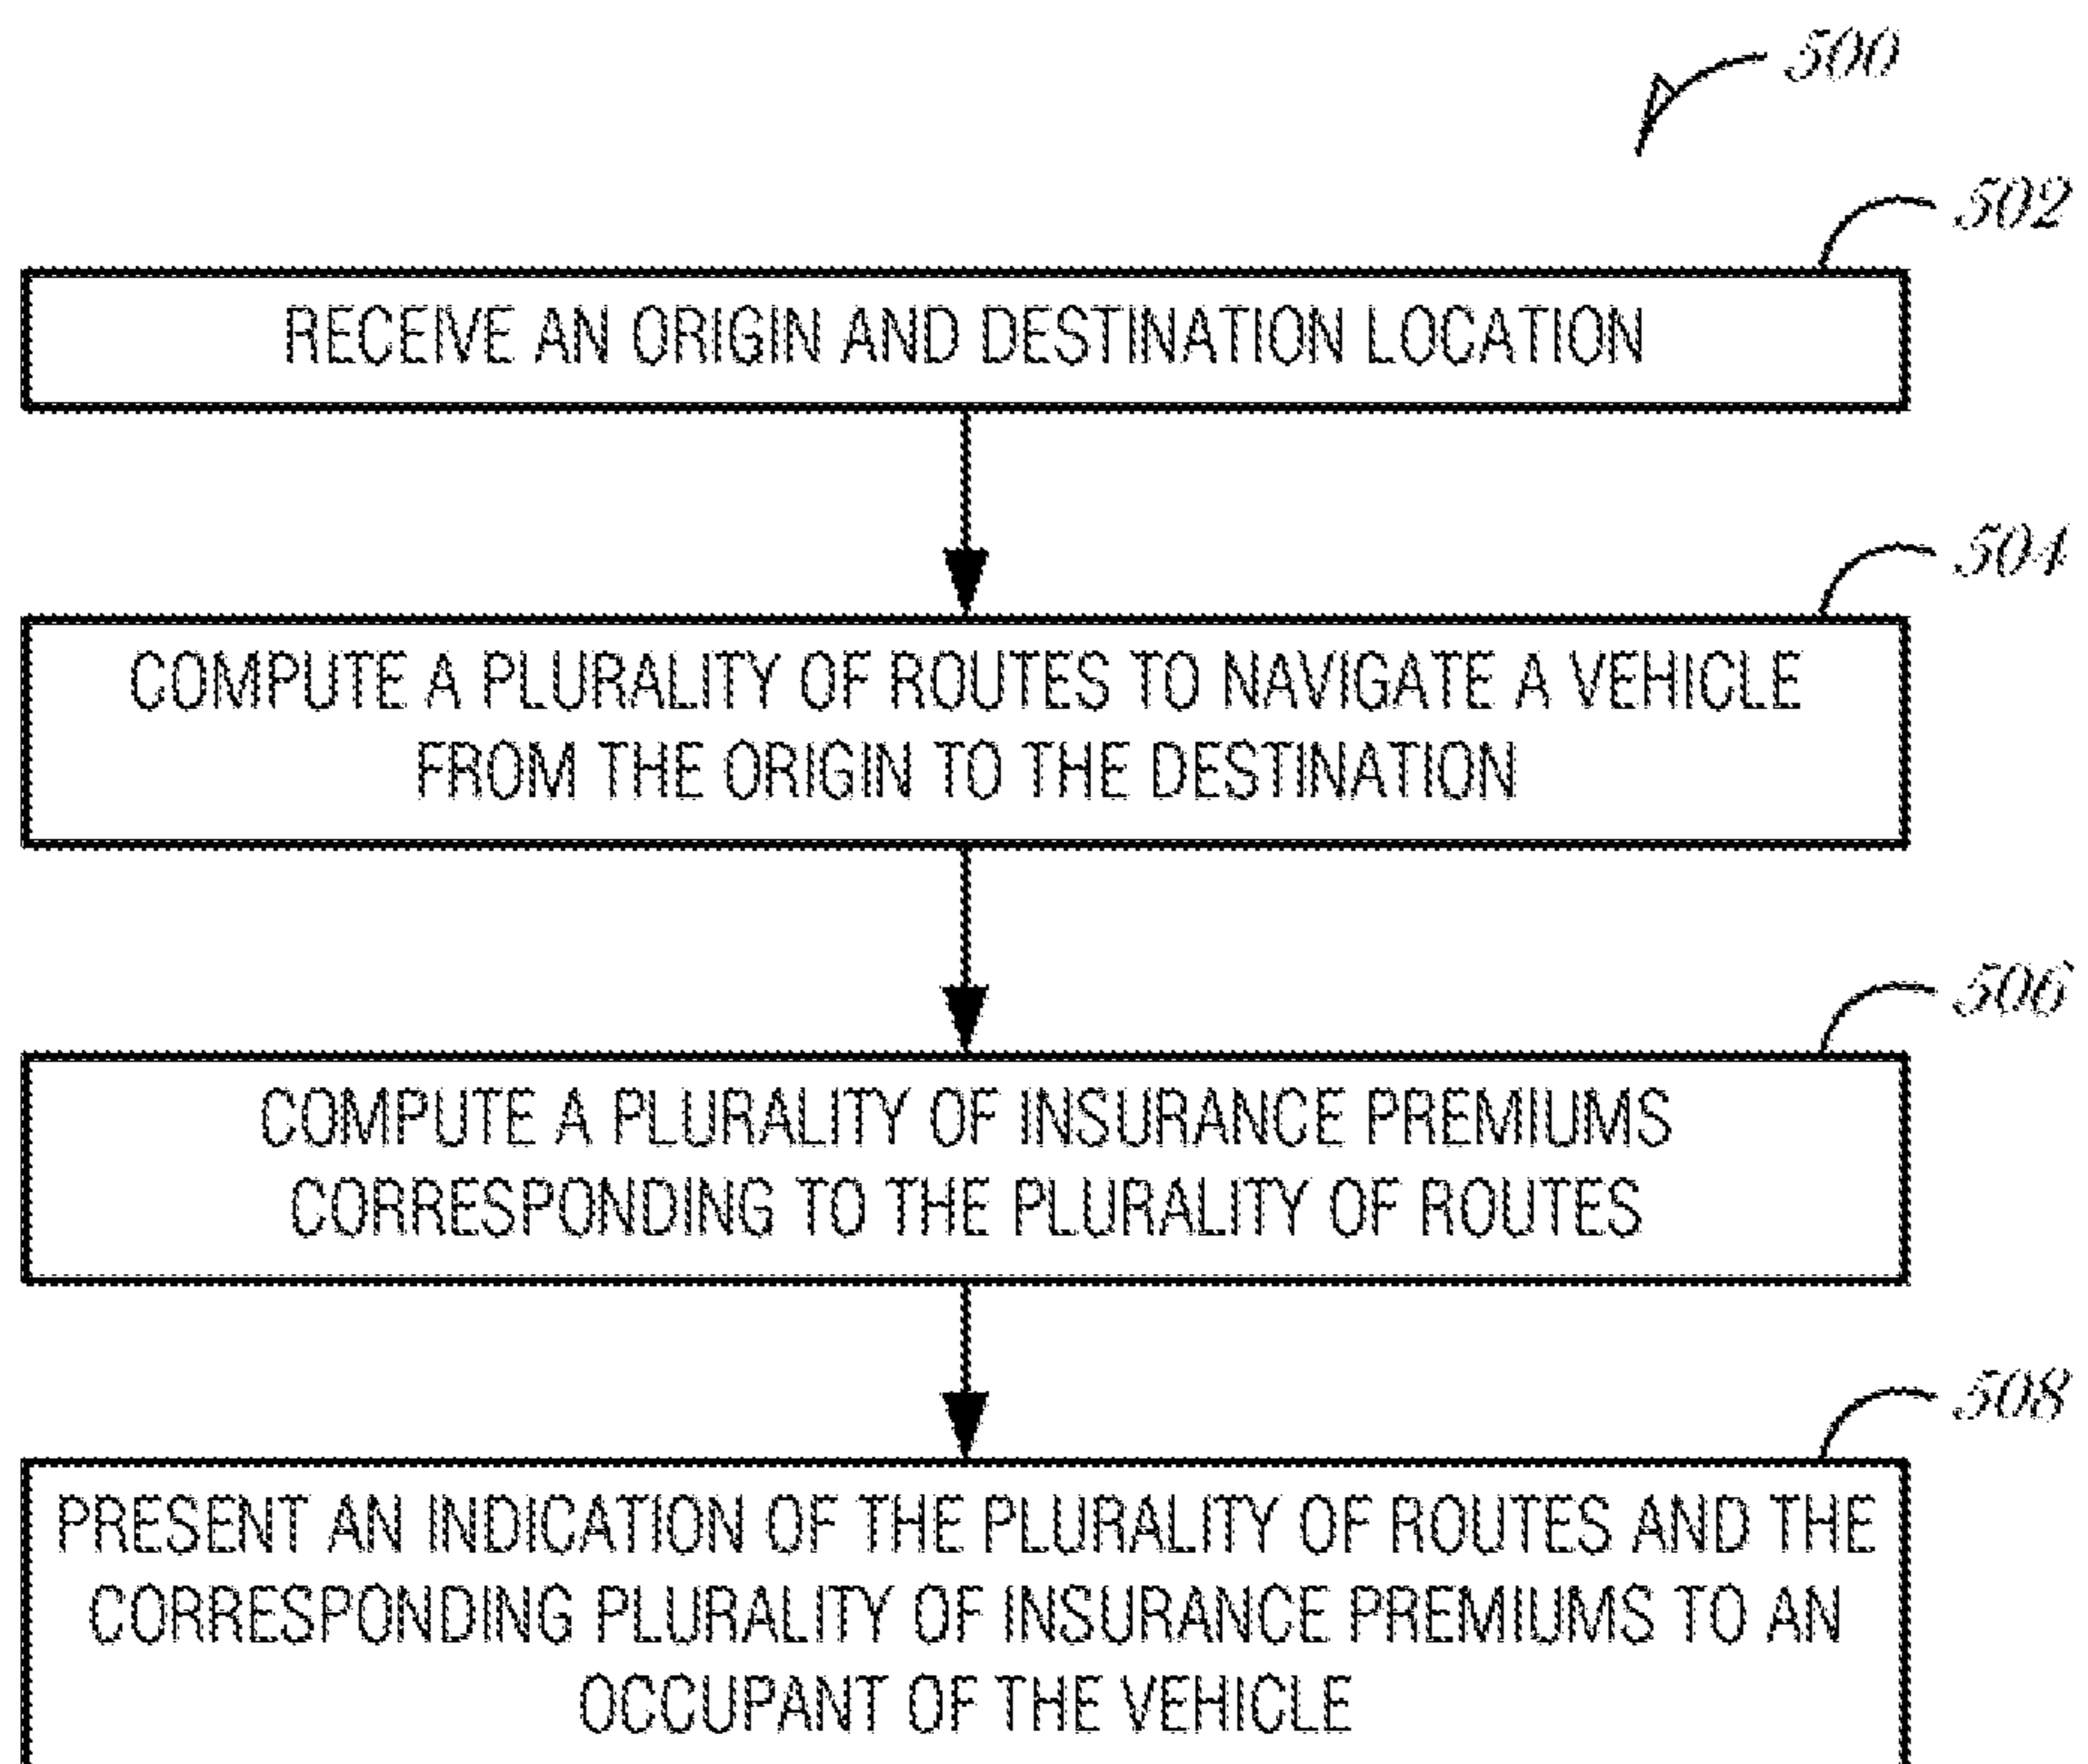 500
502
RECEIVE AN ORIGIN AND DESTINATION LOCATION
504
COMPUTE A PLURALITY OF ROUTES TO NAVIGATE A VEHICLE
FROM THE ORIGIN TO THE DESTINATION
506
COMPUTE A PLURALITY OF INSURANCE PREMIUMS
CORRESPONDING TO THE PLURALITY OF ROUTES
508
PRESENT AN INDICATION OF THE PLURALITY OF ROUTES AND THE
CORRESPONDING PLURALITY OF INSURANCE PREMIUMS TO AN
OCCUPANT OF THE VEHICLE